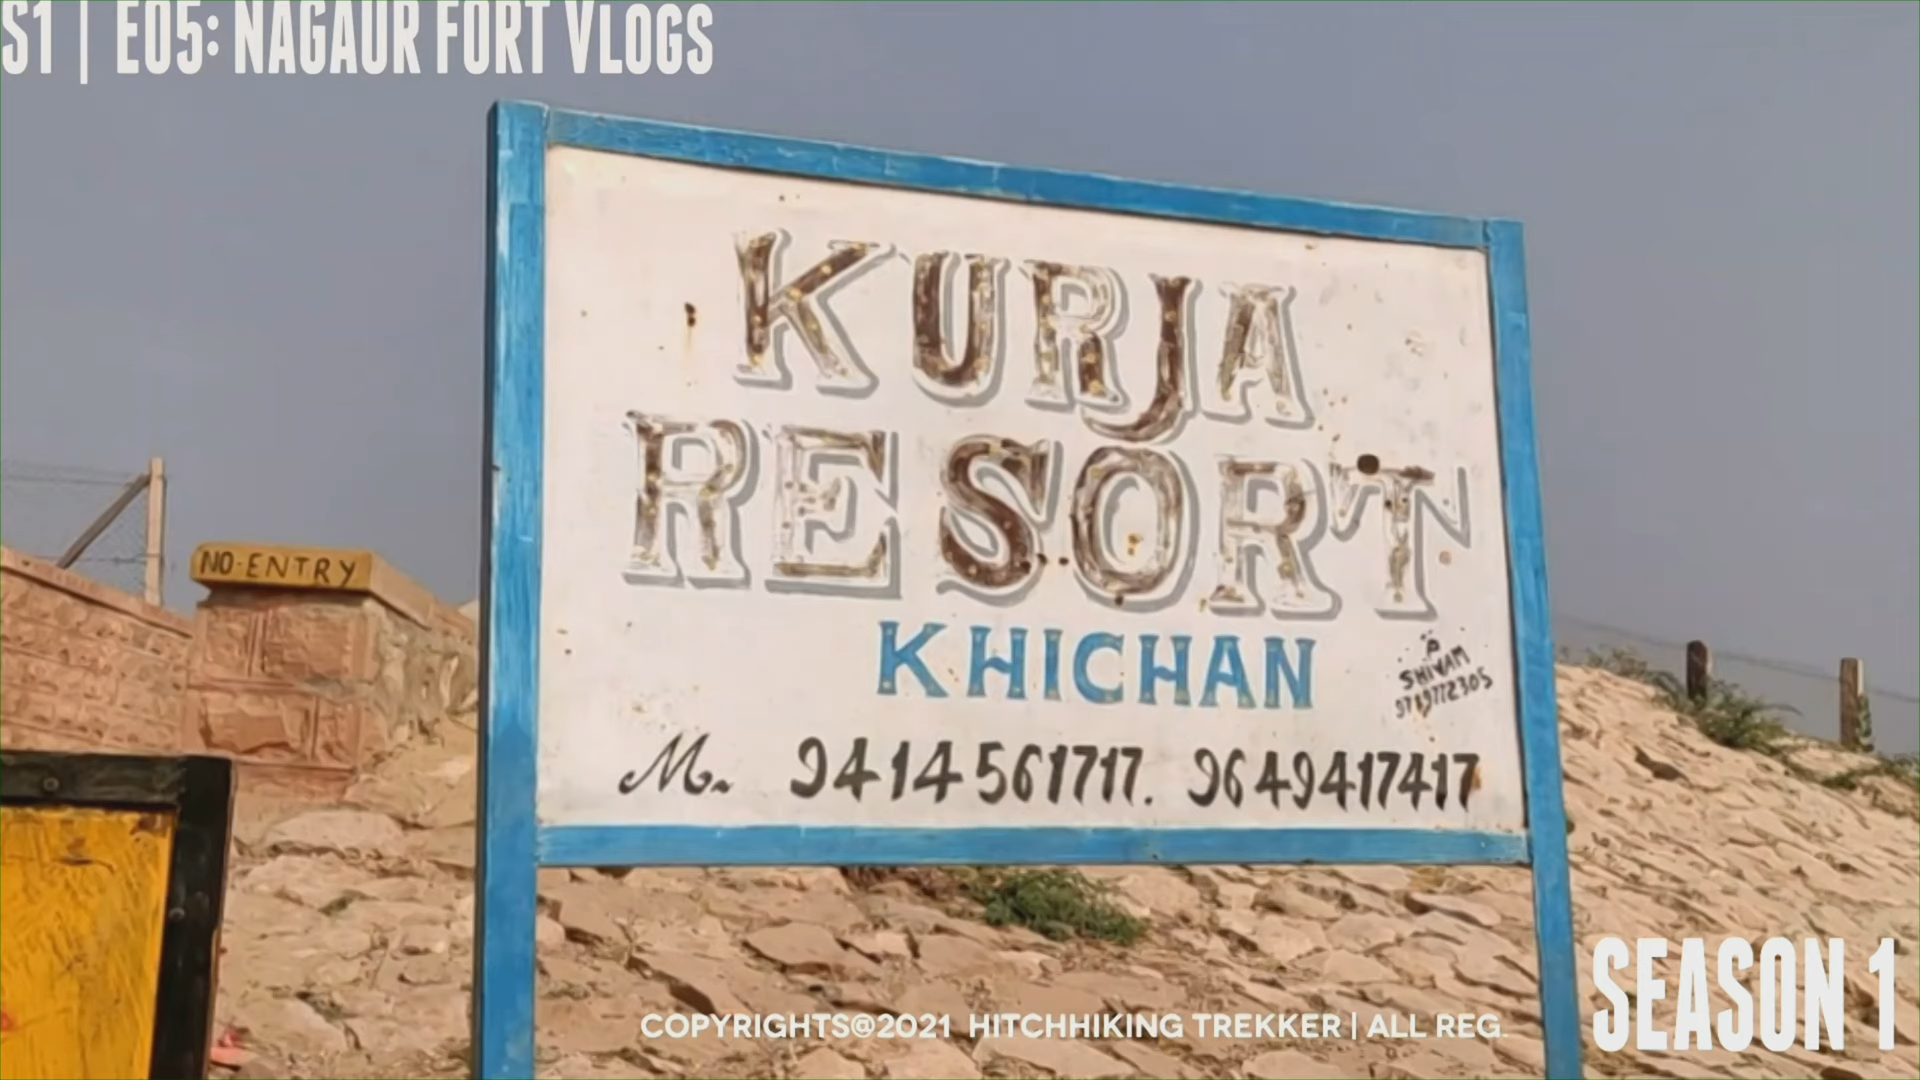 S1 | E05: NAGAUR FORT VLOGS
NO-ENTRY
KURJA
RESORT
KHICHAN
P
SHIVAM
M. 9414561717. 9649417417
COPYRIGHTS@2021 HITCHHIKING TREKKER | ALL REG.
SEASON 1